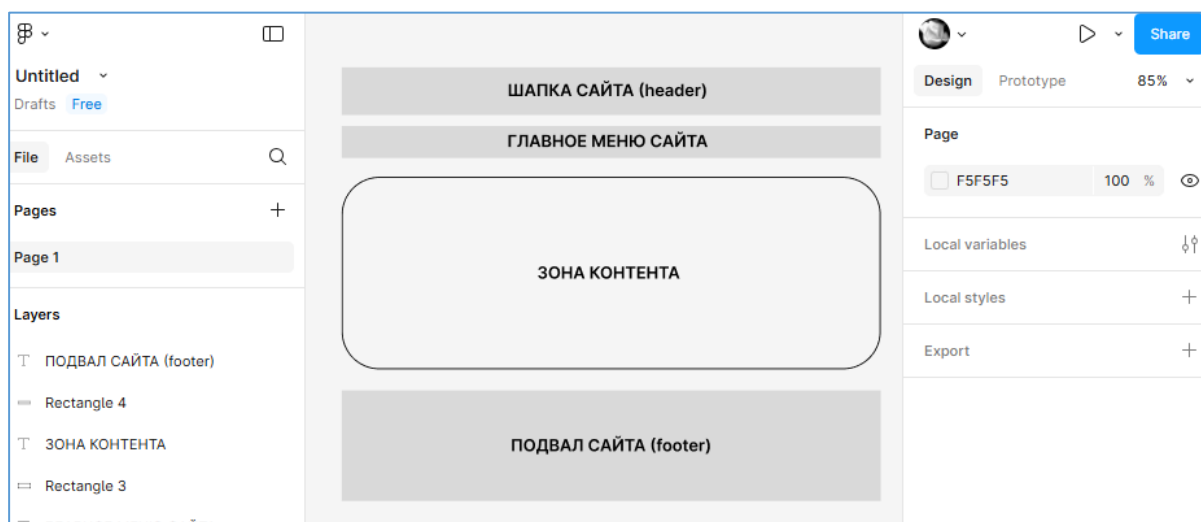 Untitled
Drafts Free
File Assets
Pages
Page 1
Layers
ПОДВАЛ САЙТА (footer)
Rectangle 4
ЗОНА КОНТЕНТА
Rectangle 3
ШАПКА САЙТА (header)
ГЛАВНОЕ МЕНЮ САЙТА
ЗОНА КОНТЕНТА
ПОДВАЛ САЙТА (footer)
Share
Design Prototype 85%
Page
F5F5F5 100 %
Local variables
Local styles
Export